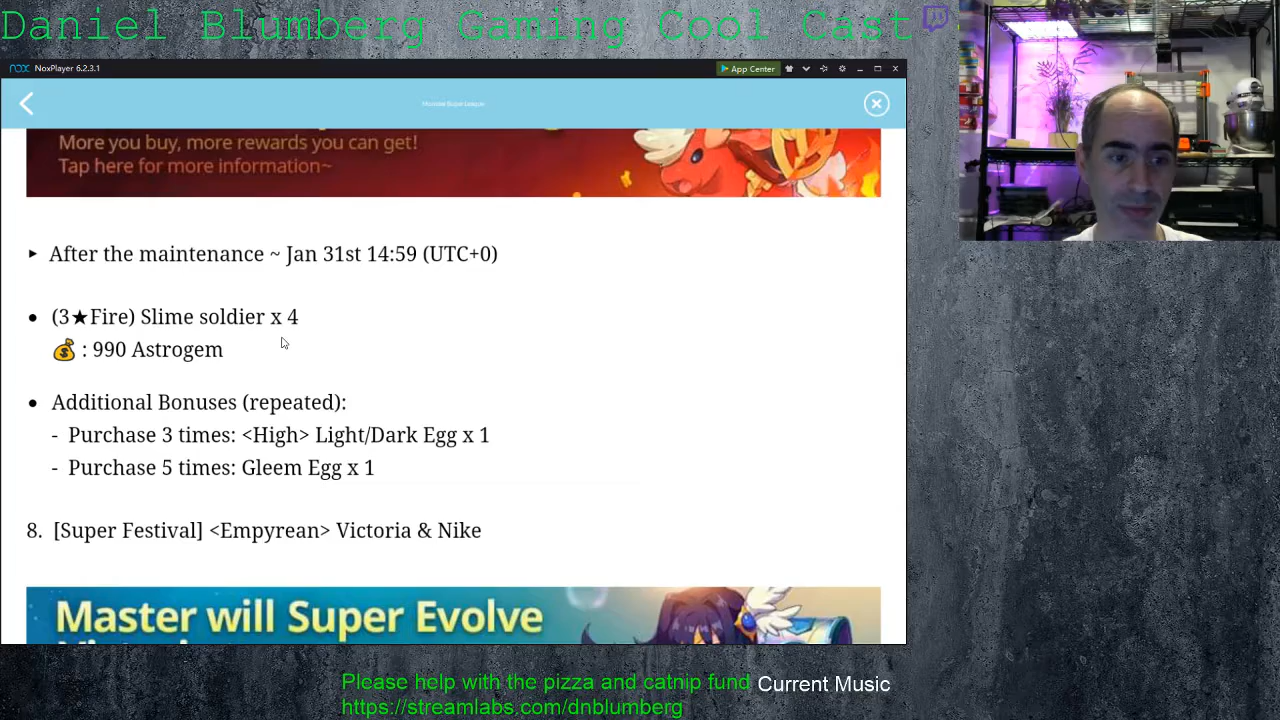 Daniel Blumberg Gaming Cool Cast
nox NoxPlayer 6.2.3.1
App Center
Monster Super League
More you buy, more rewards you can get!
Tap here for more information~
‣ After the maintenance ~ Jan 31st 14:59 (UTC+0)
• (3★Fire) Slime soldier x 4
💰 : 990 Astrogem
• Additional Bonuses (repeated):
- Purchase 3 times: <High> Light/Dark Egg x 1
- Purchase 5 times: Gleem Egg x 1
8. [Super Festival] <Empyrean> Victoria & Nike
Master will Super Evolve
Please help with the pizza and catnip fund
https://streamlabs.com/dnblumberg
Current Music